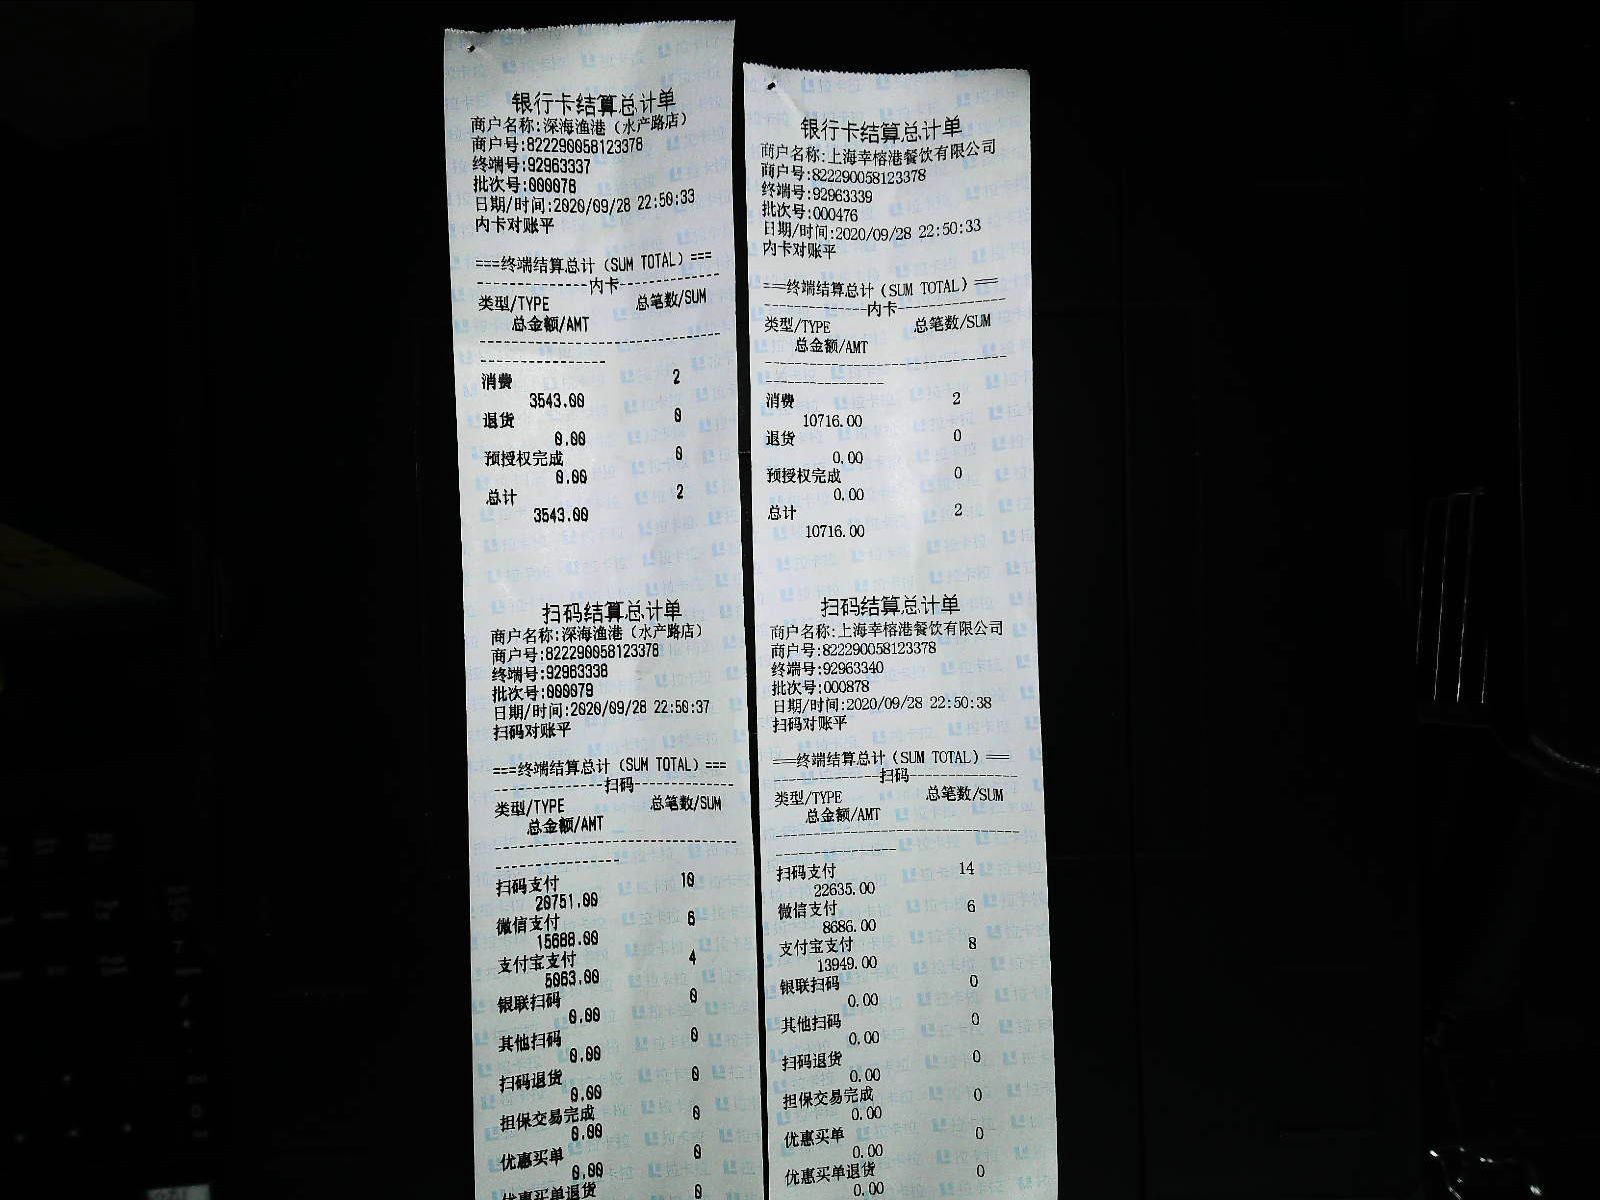 银行卡结算总计单
商户名称:深海渔港（水产路店）
商户号:822290058123378
终端号:92963337
批次号:000078
日期/时间:2020/09/28 22:50:33
内卡对账平
===终端结算总计（SUM TOTAL）===
---------------内卡---------------
类型/TYPE 总笔数/SUM
总金额/AMT
消费 2
3543.00
退货 0
0.00
预授权完成 0
0.00
总计 2
3543.00
扫码结算总计单
商户名称:深海渔港（水产路店）
商户号:822290058123378
终端号:92963338
批次号:000079
日期/时间:2020/09/28 22:50:37
扫码对账平
===终端结算总计（SUM TOTAL）===
---------------扫码---------------
类型/TYPE 总笔数/SUM
总金额/AMT
扫码支付 10
20751.00
微信支付 6
15688.00
支付宝支付 4
5063.00
银联扫码 0
0.00
其他扫码 0
0.00
扫码退货 0
0.00
担保交易完成 0
0.00
优惠买单 0
0.00
优惠买单退货 0
银行卡结算总计单
商户名称:上海幸榕港餐饮有限公司
商户号:822290058123378
终端号:92963339
批次号:000476
日期/时间:2020/09/28 22:50:33
内卡对账平
===终端结算总计（SUM TOTAL）===
---------------内卡---------------
类型/TYPE 总笔数/SUM
总金额/AMT
消费 2
10716.00
退货 0
0.00
预授权完成 0
0.00
总计 2
10716.00
扫码结算总计单
商户名称:上海幸榕港餐饮有限公司
商户号:822290058123378
终端号:92963340
批次号:000878
日期/时间:2020/09/28 22:50:38
扫码对账平
===终端结算总计（SUM TOTAL）===
---------------扫码---------------
类型/TYPE 总笔数/SUM
总金额/AMT
扫码支付 14
22635.00
微信支付 6
8686.00
支付宝支付 8
13949.00
银联扫码 0
0.00
其他扫码 0
0.00
扫码退货 0
0.00
担保交易完成 0
0.00
优惠买单 0
0.00
优惠买单退货 0
0.00